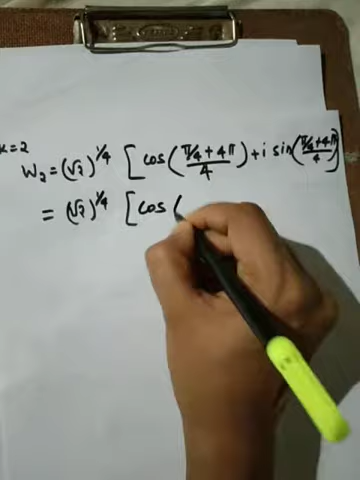 K=2
W₂ = (√2)^1/4 [cos((π/4+4π)/4) + i sin((π/4+4π)/4)
= (√2)^1/4 [cos(